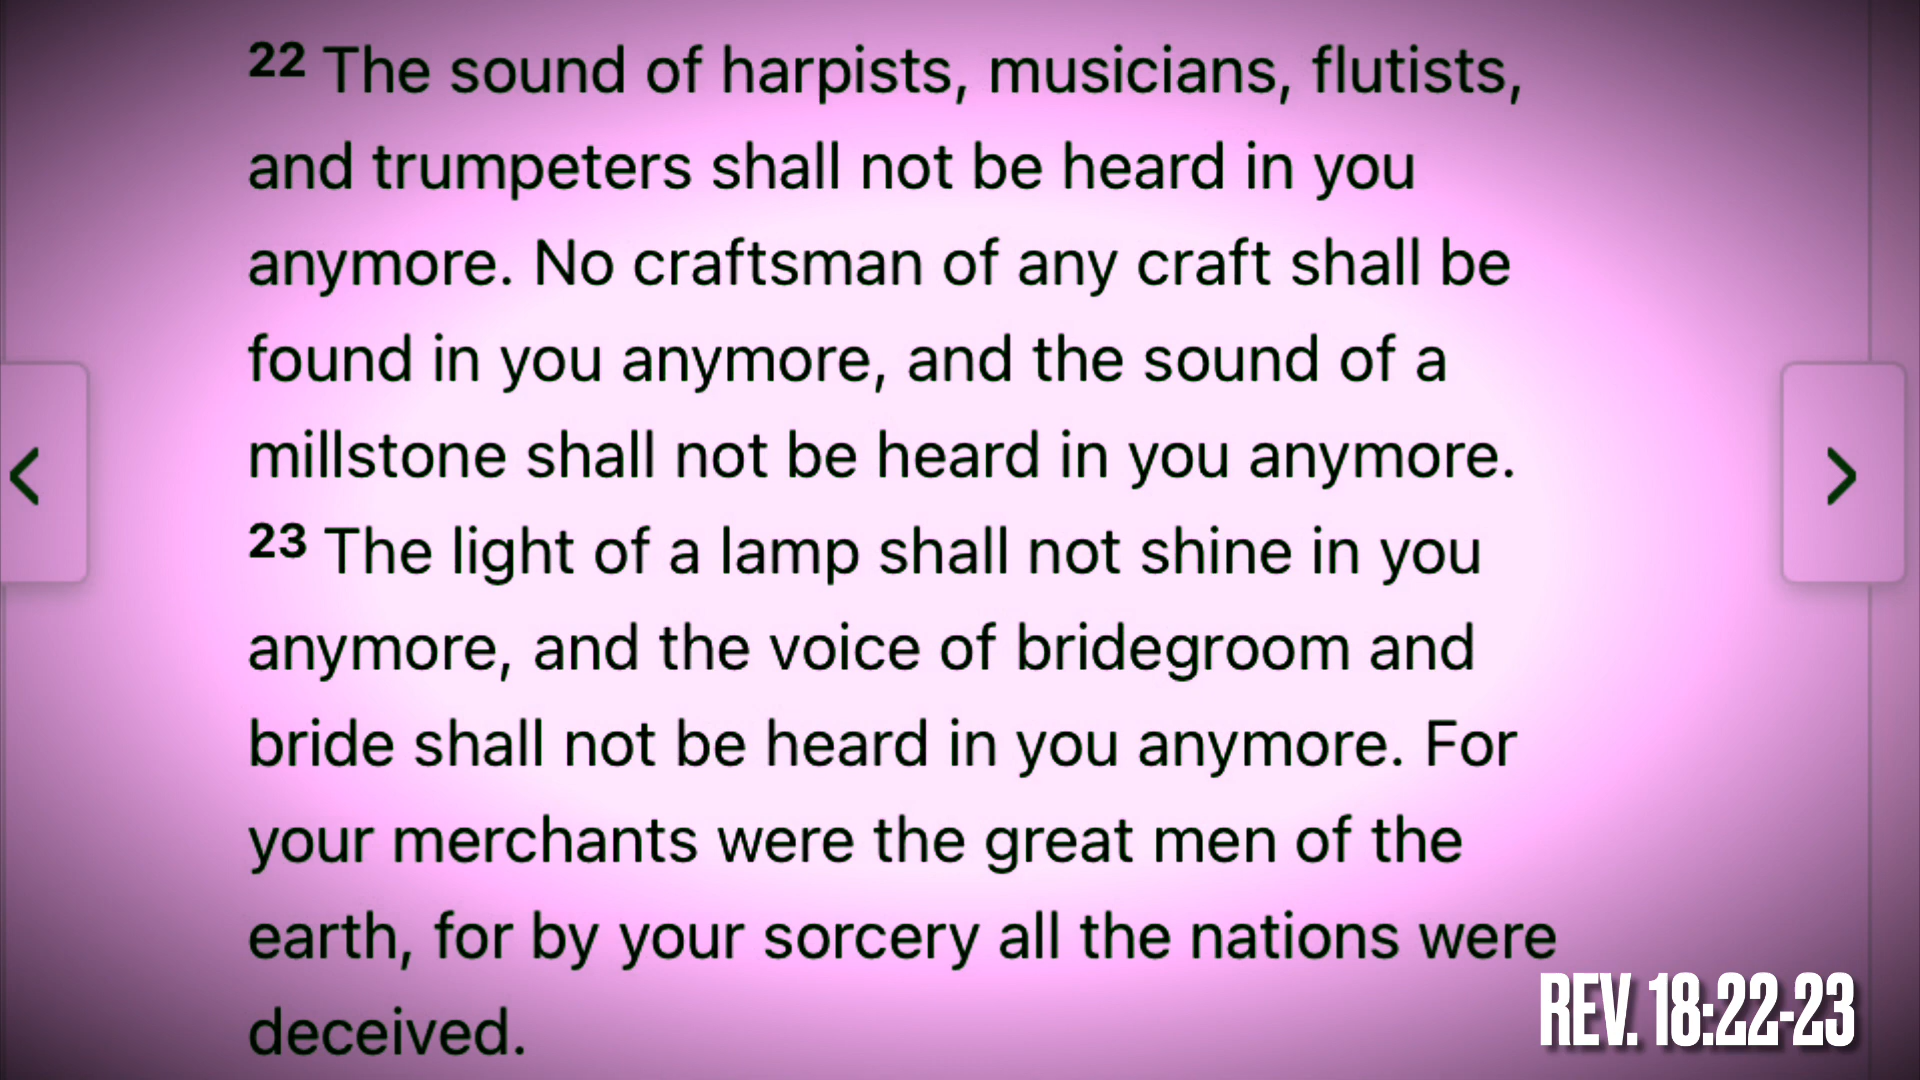 22 The sound of harpists, musicians, flutists,
and trumpeters shall not be heard in you
anymore. No craftsman of any craft shall be
found in you anymore, and the sound of a
millstone shall not be heard in you anymore.
23 The light of a lamp shall not shine in you
anymore, and the voice of bridegroom and
bride shall not be heard in you anymore. For
your merchants were the great men of the
earth, for by your sorcery all the nations were
deceived.
REV. 18:22-23